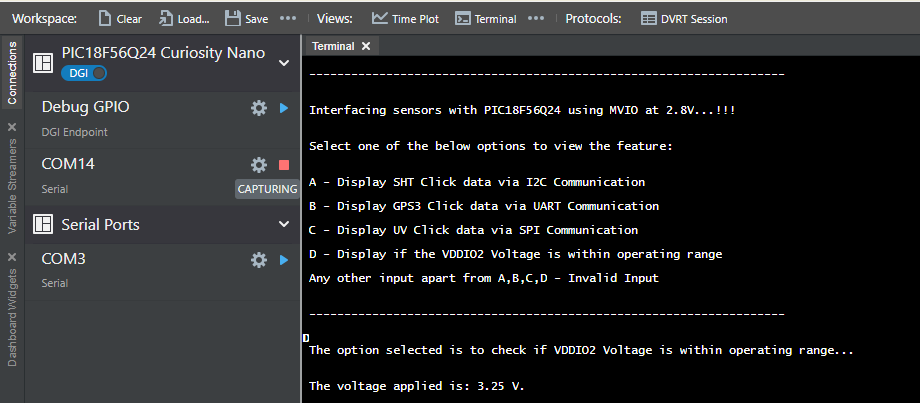 Workspace: Clear Load... Save ••• Views: Time Plot Terminal ••• Protocols: DVRT Session
Connections
Variable Streamers
Dashboard Widgets
PIC18F56Q24 Curiosity Nano
DGI
Debug GPIO
DGI Endpoint
COM14
Serial CAPTURING
Serial Ports
COM3
Serial
Terminal
--------------------------------------------------------------------
Interfacing sensors with PIC18F56Q24 using MVIO at 2.8V...!!!
Select one of the below options to view the feature:
A - Display SHT Click data via I2C Communication
B - Display GPS3 Click data via UART Communication
C - Display UV Click data via SPI Communication
D - Display if the VDDIO2 Voltage is within operating range
Any other input apart from A,B,C,D - Invalid Input
--------------------------------------------------------------------
D
The option selected is to check if VDDIO2 Voltage is within operating range...
The voltage applied is: 3.25 V.